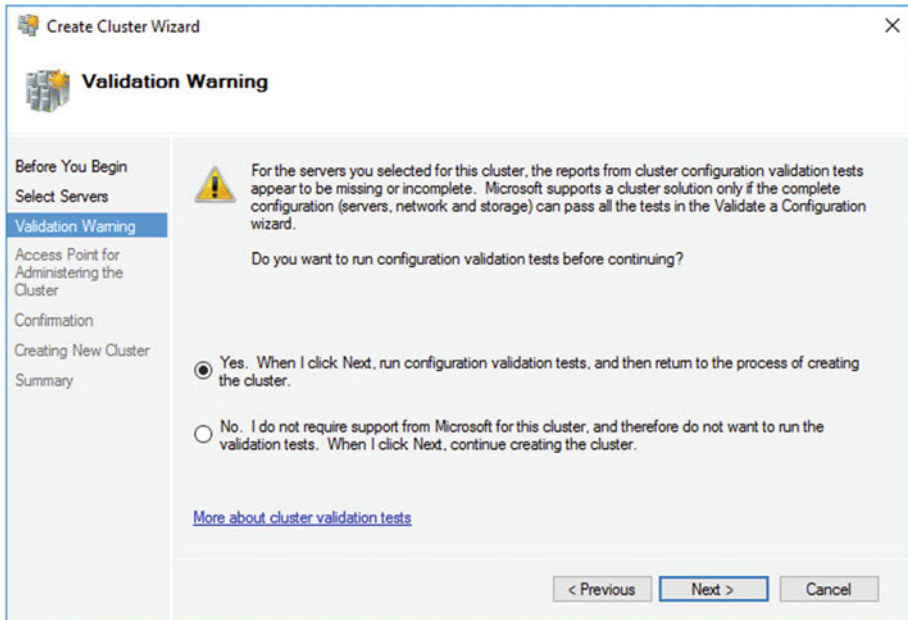 Create Cluster Wizard
Validation Warning
Before You Begin
Select Servers
Validation Warning
Access Point for
Administering the
Cluster
Confirmation
Creating New Cluster
Summary
For the servers you selected for this cluster, the reports from cluster configuration validation tests
appear to be missing or incomplete.  Microsoft supports a cluster solution only if the complete
configuration (servers, network and storage) can pass all the tests in the Validate a Configuration
wizard.
Do you want to run configuration validation tests before continuing?
Yes.  When I click Next, run configuration validation tests, and then return to the process of creating
the cluster.
No.  I do not require support from Microsoft for this cluster, and therefore do not want to run the
validation tests.  When I click Next, continue creating the cluster.
More about cluster validation tests
< Previous
Next >
Cancel